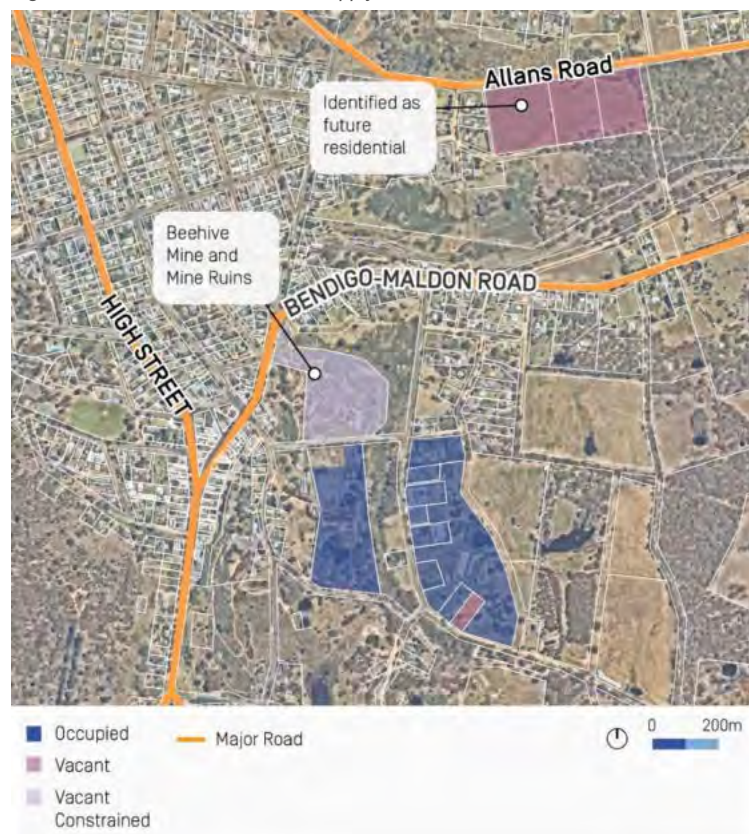 Allans Road
Identified as
future
residential
Beehive
Mine and
Mine Ruins
BENDIGO-MALDON ROAD
HIGH STREET
Occupied
Vacant
Vacant
Constrained
Major Road
0 200m